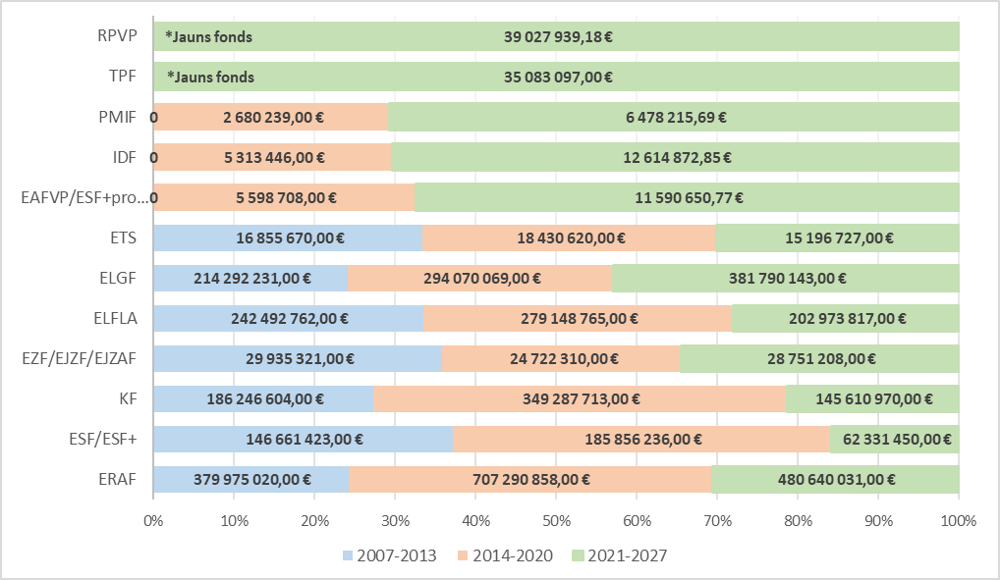 RPVP *Jauns fonds 39 027 939,18 €
TPF *Jauns fonds 35 083 097,00 €
PMIF 0 2 680 239,00 € 6 478 215,69 €
IDF 0 5 313 446,00 € 12 614 872,85 €
EAFVP/ESF+pro... 0 5 598 708,00 € 11 590 650,77 €
ETS 16 855 670,00 € 18 430 620,00 € 15 196 727,00 €
ELGF 214 292 231,00 € 294 070 069,00 € 381 790 143,00 €
ELFLA 242 492 762,00 € 279 148 765,00 € 202 973 817,00 €
EZF/EJZF/EJZAF 29 935 321,00 € 24 722 310,00 € 28 751 208,00 €
KF 186 246 604,00 € 349 287 713,00 € 145 610 970,00 €
ESF/ESF+ 146 661 423,00 € 185 856 236,00 € 62 331 450,00 €
ERAF 379 975 020,00 € 707 290 858,00 € 480 640 031,00 €
0% 10% 20% 30% 40% 50% 60% 70% 80% 90% 100%
2007-2013 2014-2020 2021-2027